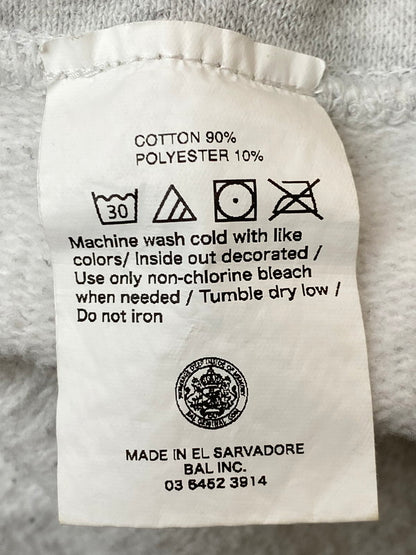 COTTON 90%
POLYESTER 10%
30
Machine wash cold with like
colors/ Inside out decorated /
Use only non-chlorine bleach
when needed / Tumble dry low /
Do not iron
MADE IN EL SARVADORE
BAL INC.
03 6452 3914